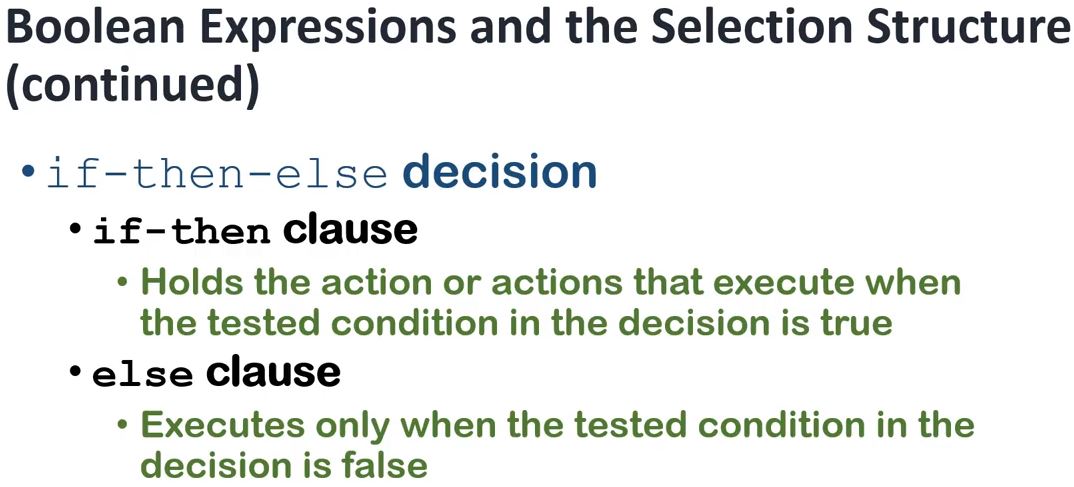 Boolean Expressions and the Selection Structure
(continued)
• if-then-else decision
• if-then clause
• Holds the action or actions that execute when
the tested condition in the decision is true
• else clause
• Executes only when the tested condition in the
decision is false